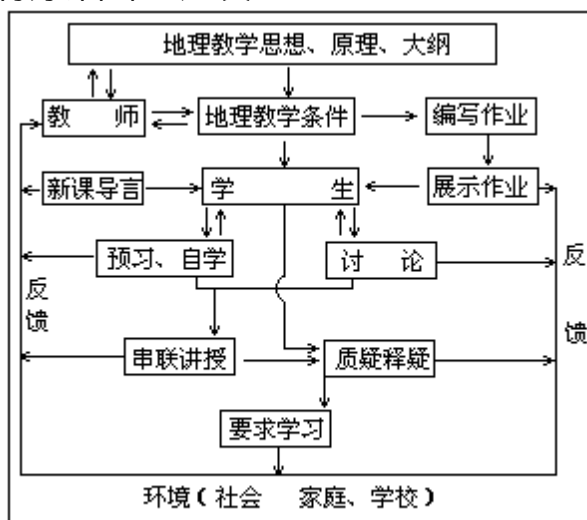 地理教学思想、原理、大纲
教 师
地理教学条件
编写作业
新课导言
学 生
展示作业
预习、自学
讨 论
反馈
反馈
串联讲授
质疑释疑
要求学习
环境（社会 家庭、学校）